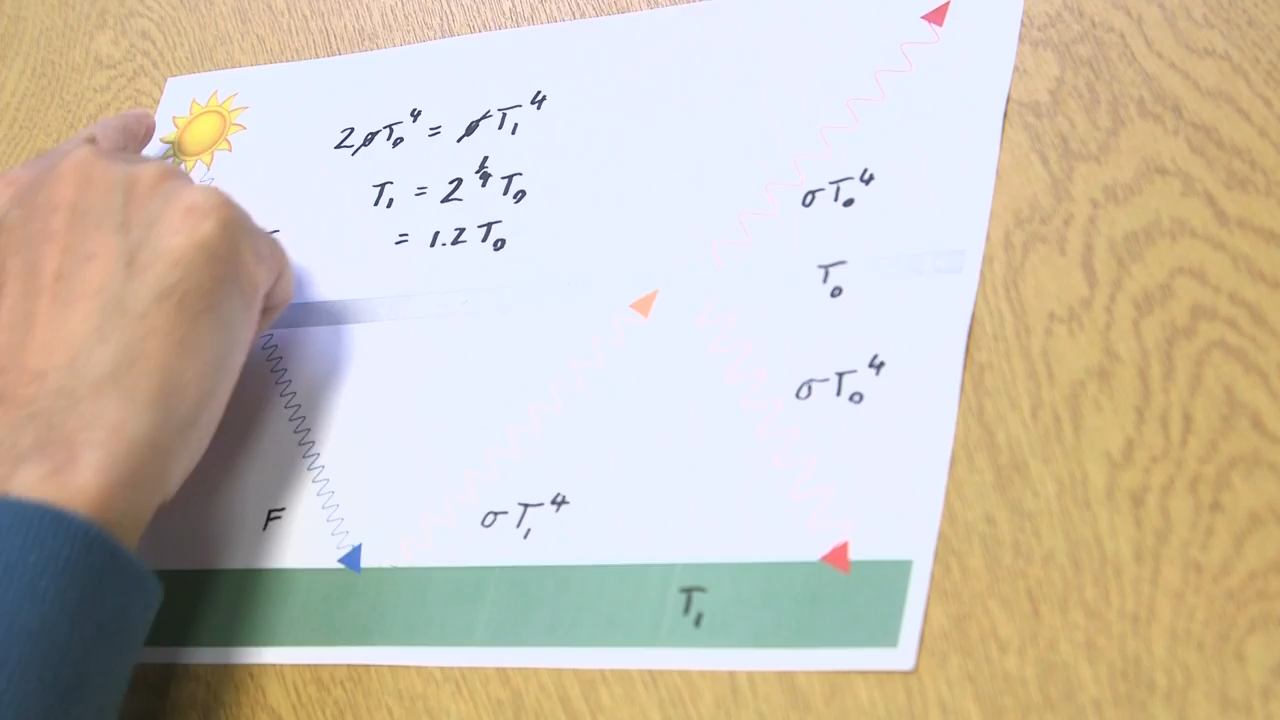 2σT₀⁴ = σT₁⁴
T₁ = 2^¼ T₀
= 1.2 T₀
σT₀⁴
T₀
σT₀⁴
F
σT₁⁴
T₁